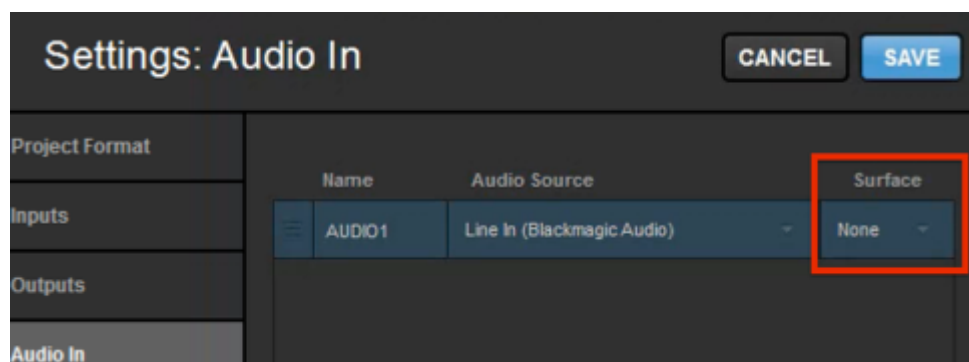 Settings: Audio In
CANCEL
SAVE
Project Format
Inputs
Outputs
Audio In
Name
Audio Source
Surface
AUDIO1
Line In (Blackmagic Audio)
None